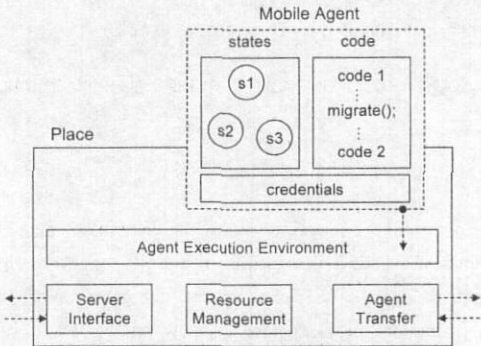 Mobile Agent
states
code
s1
s2
s3
code 1
⋮
migrate();
⋮
code 2
Place
credentials
Agent Execution Environment
Server
Interface
Resource
Management
Agent
Transfer